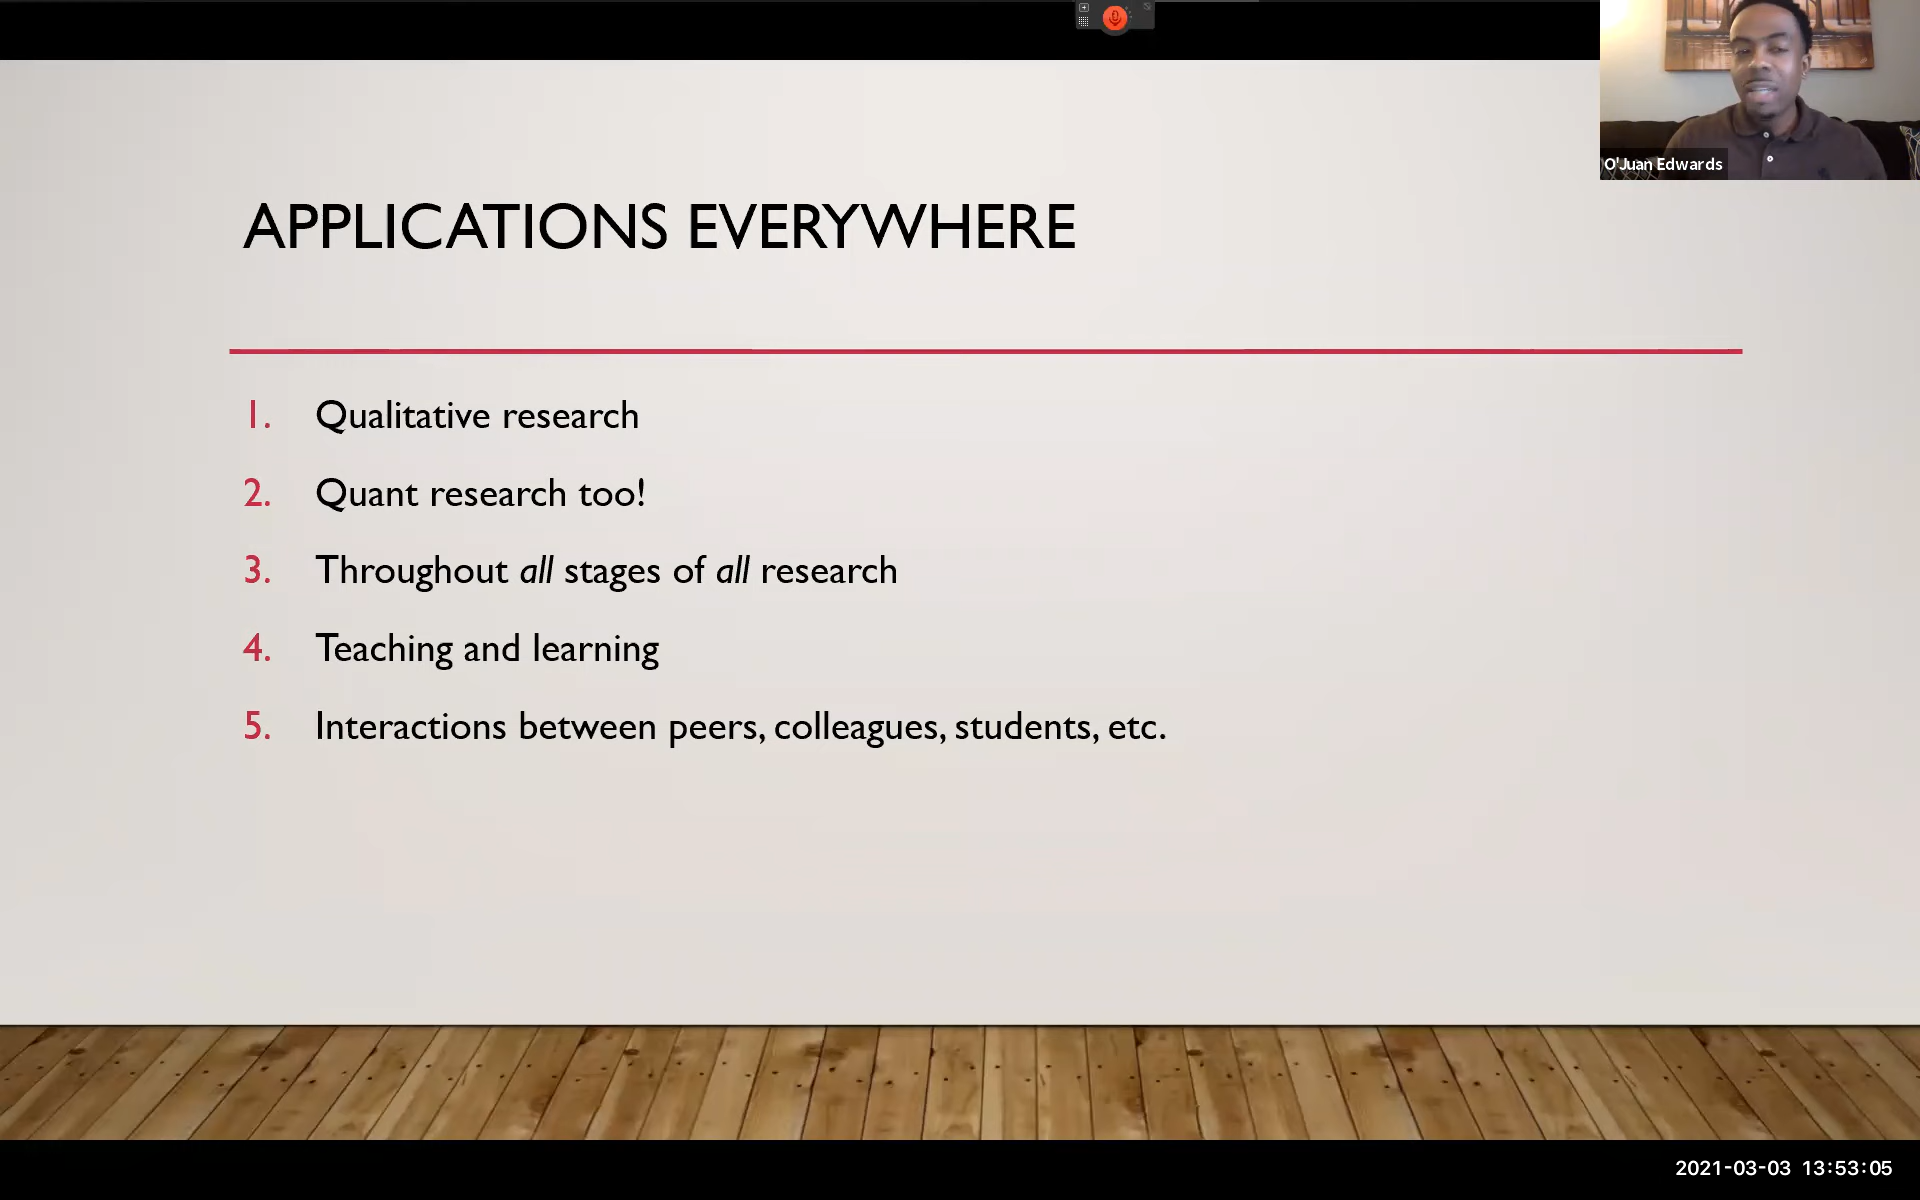 O'Juan Edwards
APPLICATIONS EVERYWHERE
1. Qualitative research
2. Quant research too!
3. Throughout all stages of all research
4. Teaching and learning
5. Interactions between peers, colleagues, students, etc.
2021-03-03 13:53:05